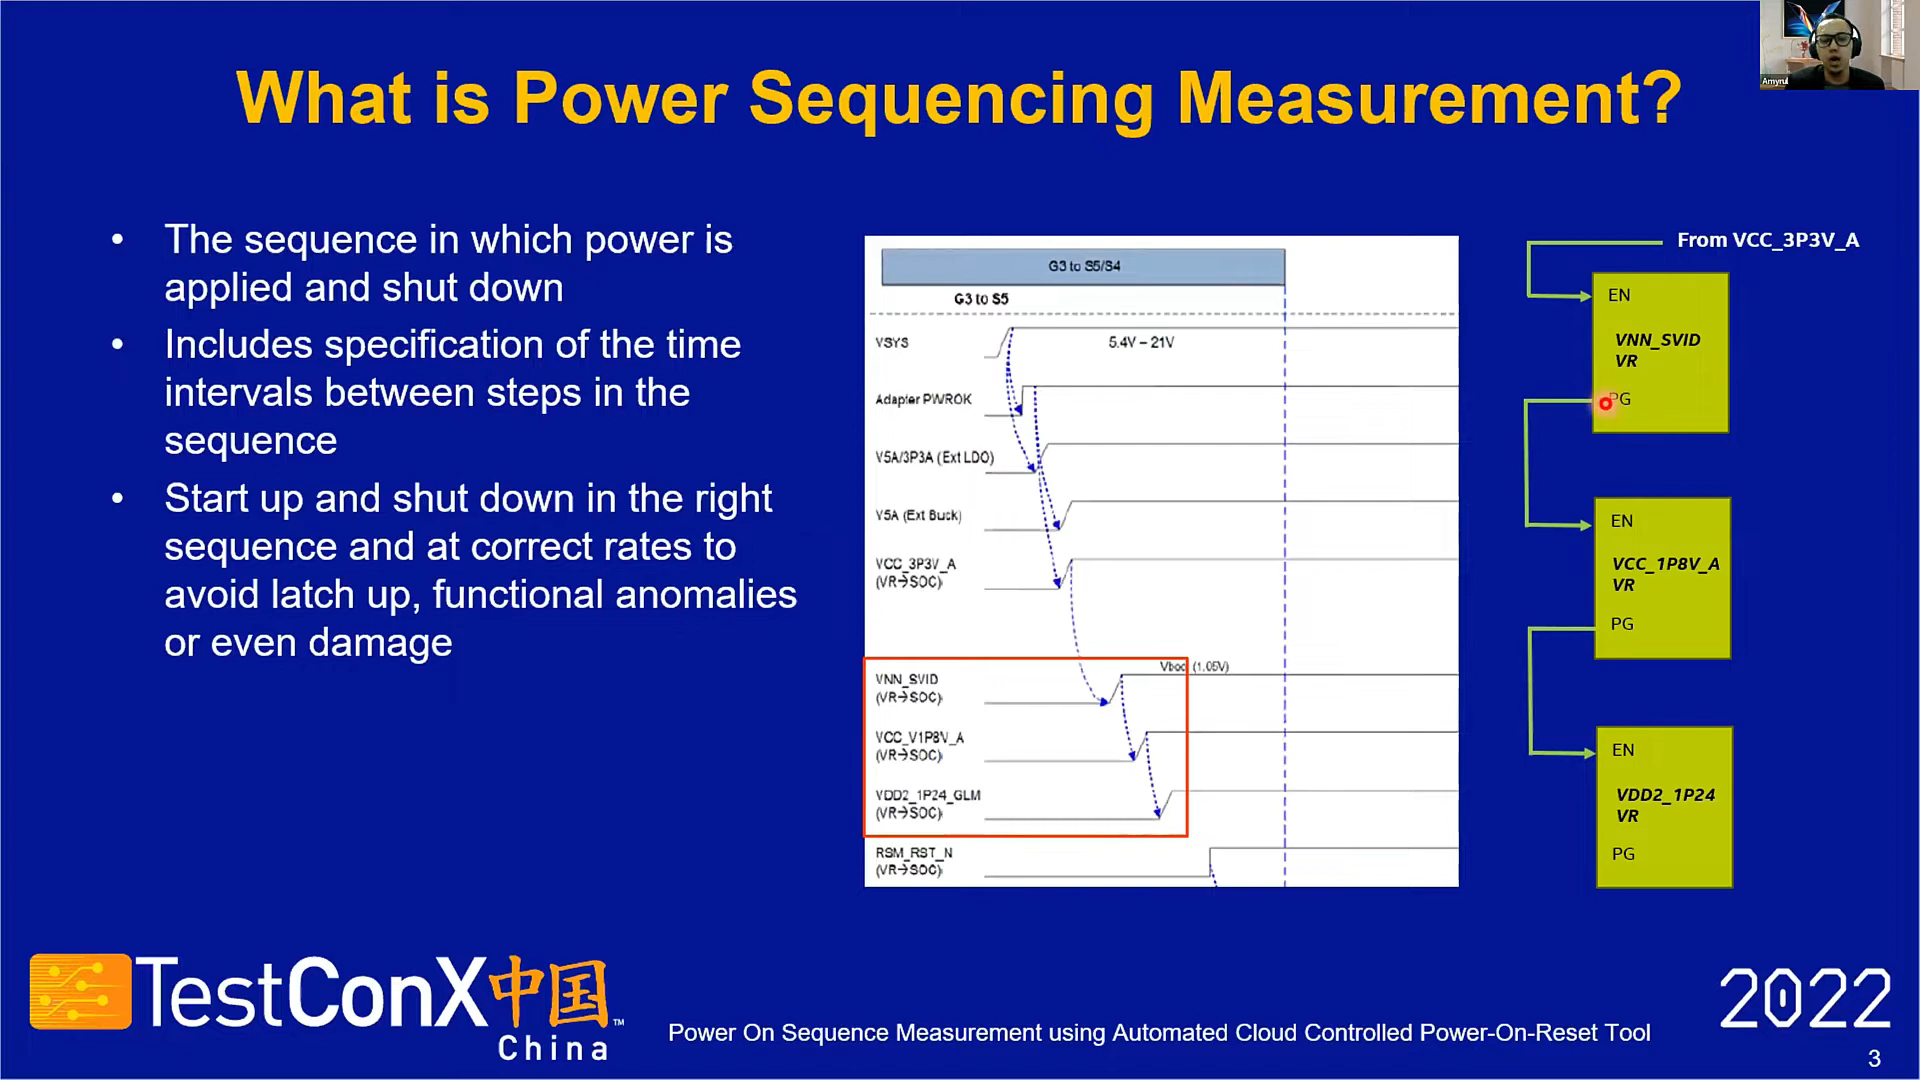 Amyrul
What is Power Sequencing Measurement?
• The sequence in which power is
applied and shut down
• Includes specification of the time
intervals between steps in the
sequence
• Start up and shut down in the right
sequence and at correct rates to
avoid latch up, functional anomalies
or even damage
G3 to S5/S4
G3 to S5
VSYS
5.4V – 21V
Adapter PWROK
V5A/3P3A (Ext LDO)
V5A (Ext Buck)
VCC_3P3V_A
(VR→SOC)
VNN_SVID
(VR→SOC)
Vboot (1.05V)
VCC_V1P8V_A
(VR→SOC)
VDD2_1P24_GLM
(VR→SOC)
RSM_RST_N
(VR→SOC)
From VCC_3P3V_A
EN
VNN_SVID
VR
PG
EN
VCC_1P8V_A
VR
PG
EN
VDD2_1P24
VR
PG
TestConX中国™
China
Power On Sequence Measurement using Automated Cloud Controlled Power-On-Reset Tool
2022
3